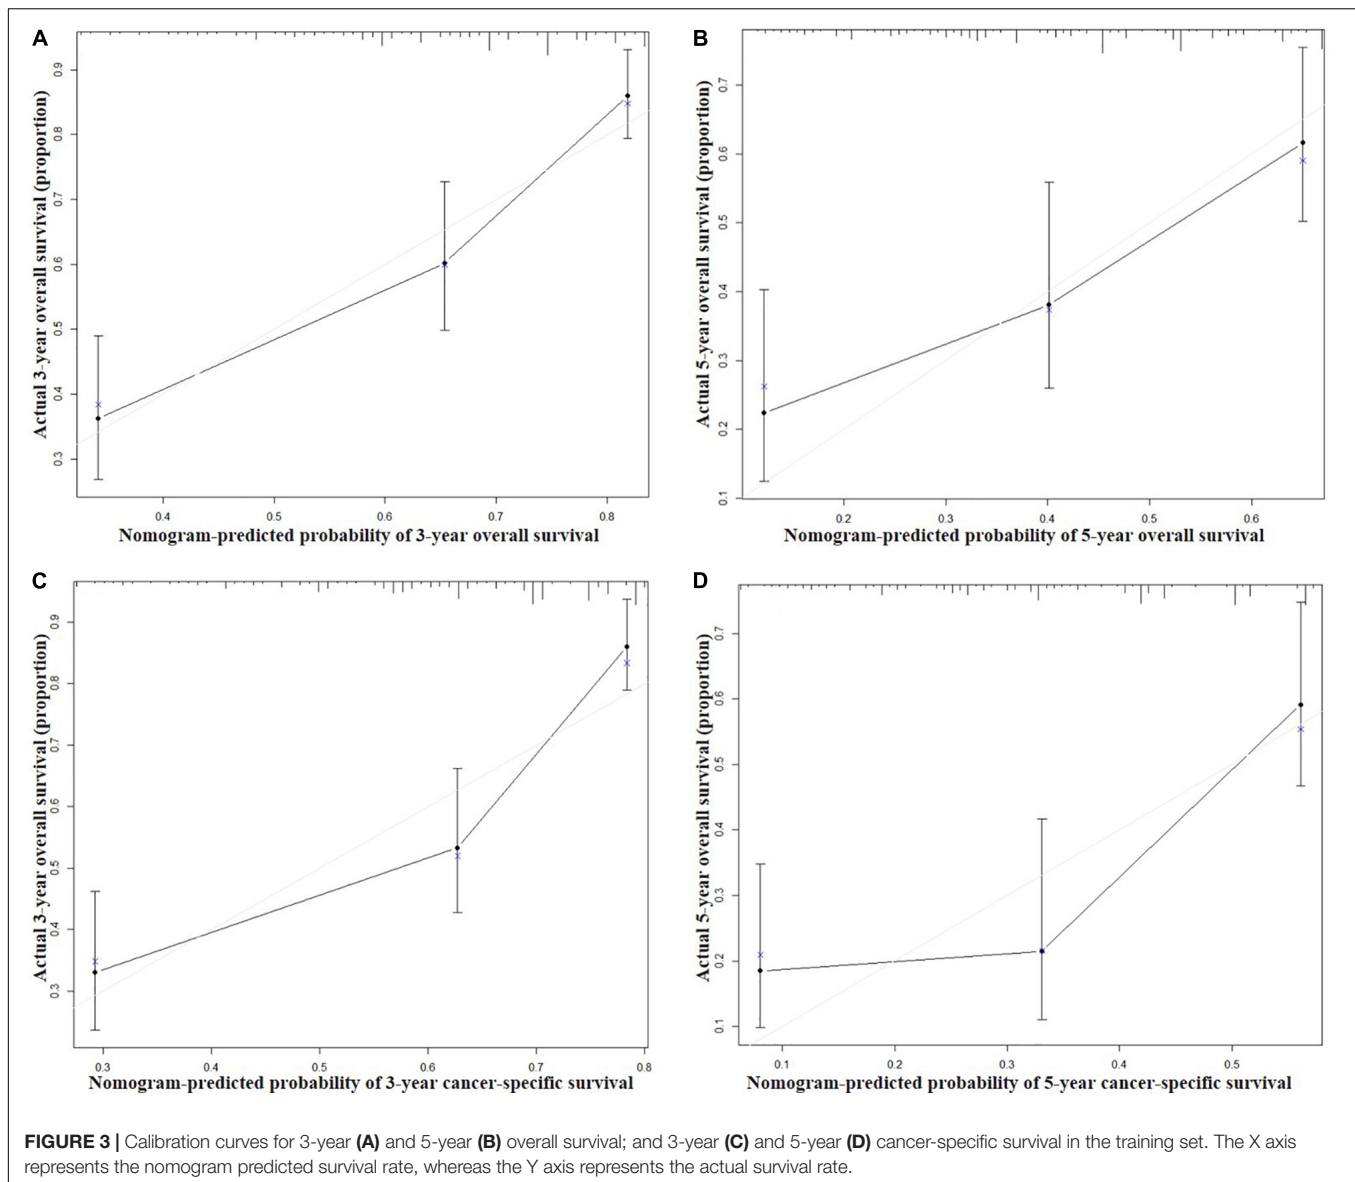 A
Actual 3-year overall survival (proportion)
0.9
0.8
0.7
0.6
0.5
0.4
0.3
0.4 0.5 0.6 0.7 0.8
Nomogram-predicted probability of 3-year overall survival
B
Actual 5-year overall survival (proportion)
0.7
0.6
0.5
0.4
0.3
0.2
0.1
0.2 0.3 0.4 0.5 0.6
Nomogram-predicted probability of 5-year overall survival
C
Actual 3-year overall survival (proportion)
0.9
0.8
0.7
0.6
0.5
0.4
0.3
0.3 0.4 0.5 0.6 0.7 0.8
Nomogram-predicted probability of 3-year cancer-specific survival
D
Actual 5-year overall survival (proportion)
0.7
0.6
0.5
0.4
0.3
0.2
0.1
0.1 0.2 0.3 0.4 0.5
Nomogram-predicted probability of 5-year cancer-specific survival
FIGURE 3 | Calibration curves for 3-year (A) and 5-year (B) overall survival; and 3-year (C) and 5-year (D) cancer-specific survival in the training set. The X axis
represents the nomogram predicted survival rate, whereas the Y axis represents the actual survival rate.